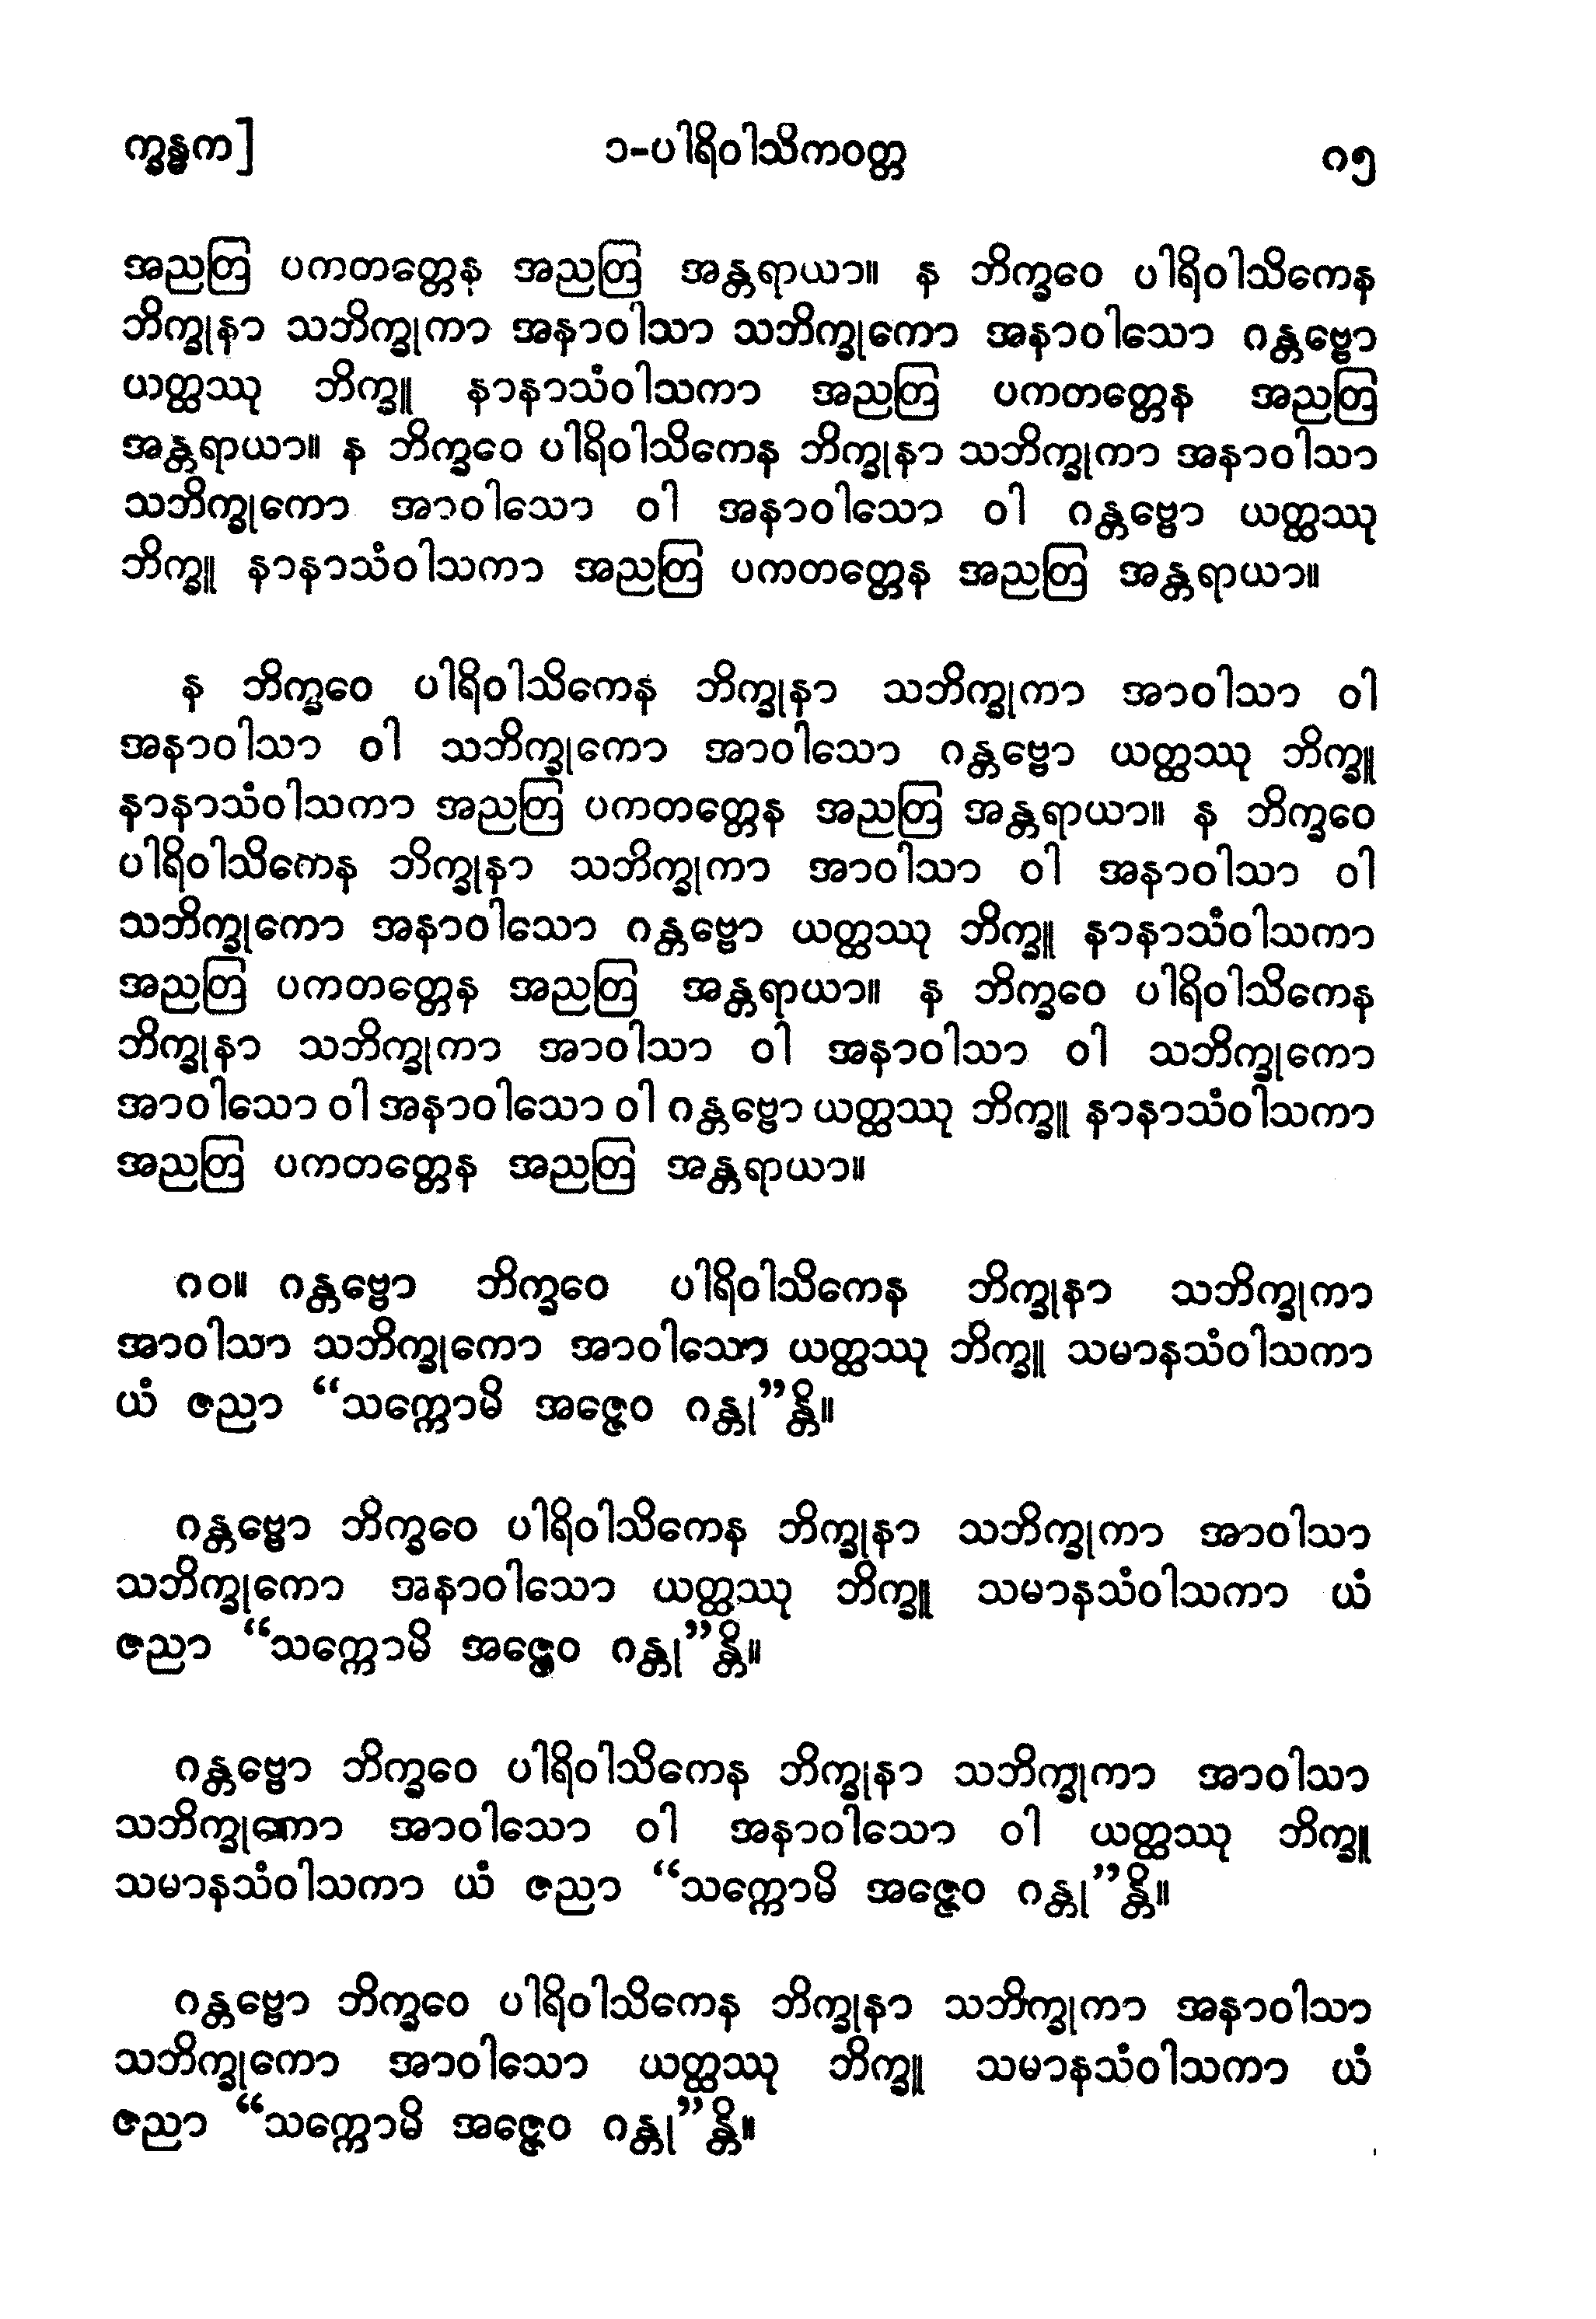 က္ခန္ဓက]
၁-ပါရိဝါသိကဝတ္တ
၈၅
အညတြ ပကတတ္တေန အညတြ အန္တရာယာ။ န ဘိက္ခဝေ ပါရိဝါသိကေန
ဘိက္ခုနာ သဘိက္ခုကာ အနာဝါသာ သဘိက္ခုကော အနာဝါသော ဂန္တဗ္ဗော
ယတ္ထဿု ဘိက္ခူ နာနာသံဝါသကာ အညတြ ပကတတ္တေန အညတြ
အန္တရာယာ။ န ဘိက္ခဝေ ပါရိဝါသိကေန ဘိက္ခုနာ သဘိက္ခုကာ အနာဝါသာ
သဘိက္ခုကော အာဝါသော ဝါ အနာဝါသော ဝါ ဂန္တဗ္ဗော ယတ္ထဿု
ဘိက္ခူ နာနာသံဝါသကာ အညတြ ပကတတ္တေန အညတြ အန္တရာယာ။
န ဘိက္ခဝေ ပါရိဝါသိကေန ဘိက္ခုနာ သဘိက္ခုကာ အာဝါသာ ဝါ
အနာဝါသာ ဝါ သဘိက္ခုကော အာဝါသော ဂန္တဗ္ဗော ယတ္ထဿု ဘိက္ခူ
နာနာသံဝါသကာ အညတြ ပကတတ္တေန အညတြ အန္တရာယာ။ န ဘိက္ခဝေ
ပါရိဝါသိကေန ဘိက္ခုနာ သဘိက္ခုကာ အာဝါသာ ဝါ အနာဝါသာ ဝါ
သဘိက္ခုကော အနာဝါသော ဂန္တဗ္ဗော ယတ္ထဿု ဘိက္ခူ နာနာသံဝါသကာ
အညတြ ပကတတ္တေန အညတြ အန္တရာယာ။ န ဘိက္ခဝေ ပါရိဝါသိကေန
ဘိက္ခုနာ သဘိက္ခုကာ အာဝါသာ ဝါ အနာဝါသာ ဝါ သဘိက္ခုကော
အာဝါသော ဝါ အနာဝါသော ဝါ ဂန္တဗ္ဗော ယတ္ထဿု ဘိက္ခူ နာနာသံဝါသကာ
အညတြ ပကတတ္တေန အညတြ အန္တရာယာ။
၈၀။ ဂန္တဗ္ဗော ဘိက္ခဝေ ပါရိဝါသိကေန ဘိက္ခုနာ သဘိက္ခုကာ
အာဝါသာ သဘိက္ခုကော အာဝါသော ယတ္ထဿု ဘိက္ခူ သမာနသံဝါသကာ
ယံ ဇညာ “သက္ကောမိ အဇ္ဇေဝ ဂန္တု”န္တိ။
ဂန္တဗ္ဗော ဘိက္ခဝေ ပါရိဝါသိကေန ဘိက္ခုနာ သဘိက္ခုကာ အာဝါသာ
သဘိက္ခုကော အနာဝါသော ယတ္ထဿု ဘိက္ခူ သမာနသံဝါသကာ ယံ
ဇညာ “သက္ကောမိ အဇ္ဇေဝ ဂန္တု”န္တိ။
ဂန္တဗ္ဗော ဘိက္ခဝေ ပါရိဝါသိကေန ဘိက္ခုနာ သဘိက္ခုကာ အာဝါသာ
သဘိက္ခုကော အာဝါသော ဝါ အနာဝါသော ဝါ ယတ္ထဿု ဘိက္ခူ
သမာနသံဝါသကာ ယံ ဇညာ “သက္ကောမိ အဇ္ဇေဝ ဂန္တု”န္တိ။
ဂန္တဗ္ဗော ဘိက္ခဝေ ပါရိဝါသိကေန ဘိက္ခုနာ သဘိက္ခုကာ အနာဝါသာ
သဘိက္ခုကော အာဝါသော ယတ္ထဿု ဘိက္ခူ သမာနသံဝါသကာ ယံ
ဇညာ “သက္ကောမိ အဇ္ဇေဝ ဂန္တု”န္တိ။